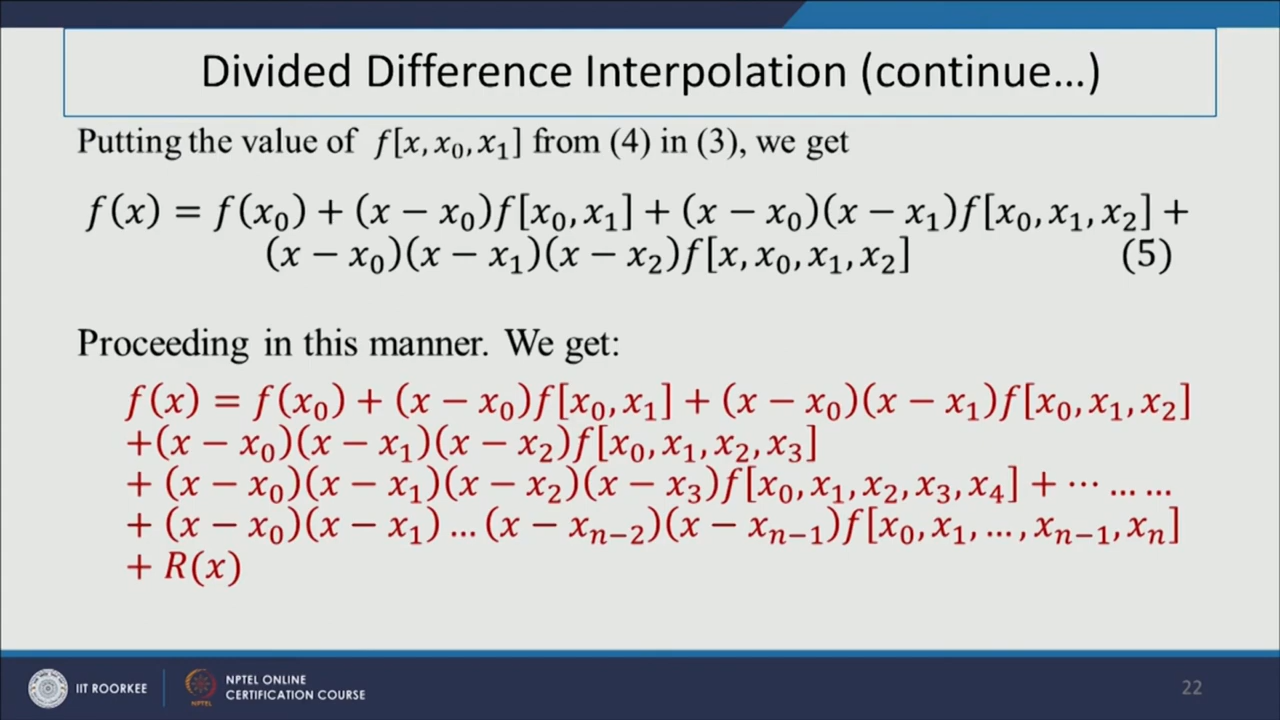 Divided Difference Interpolation (continue…)
Putting the value of f[x, x₀, x₁] from (4) in (3), we get
f(x) = f(x₀) + (x − x₀)f[x₀, x₁] + (x − x₀)(x − x₁)f[x₀, x₁, x₂] +
(x − x₀)(x − x₁)(x − x₂)f[x, x₀, x₁, x₂] (5)
Proceeding in this manner. We get:
f(x) = f(x₀) + (x − x₀)f[x₀, x₁] + (x − x₀)(x − x₁)f[x₀, x₁, x₂]
+(x − x₀)(x − x₁)(x − x₂)f[x₀, x₁, x₂, x₃]
+ (x − x₀)(x − x₁)(x − x₂)(x − x₃)f[x₀, x₁, x₂, x₃, x₄] + ⋯ … …
+ (x − x₀)(x − x₁) … (x − xₙ₋₂)(x − xₙ₋₁)f[x₀, x₁, … , xₙ₋₁, xₙ]
+ R(x)
IIT ROORKEE
NPTEL
NPTEL ONLINE
CERTIFICATION COURSE
22